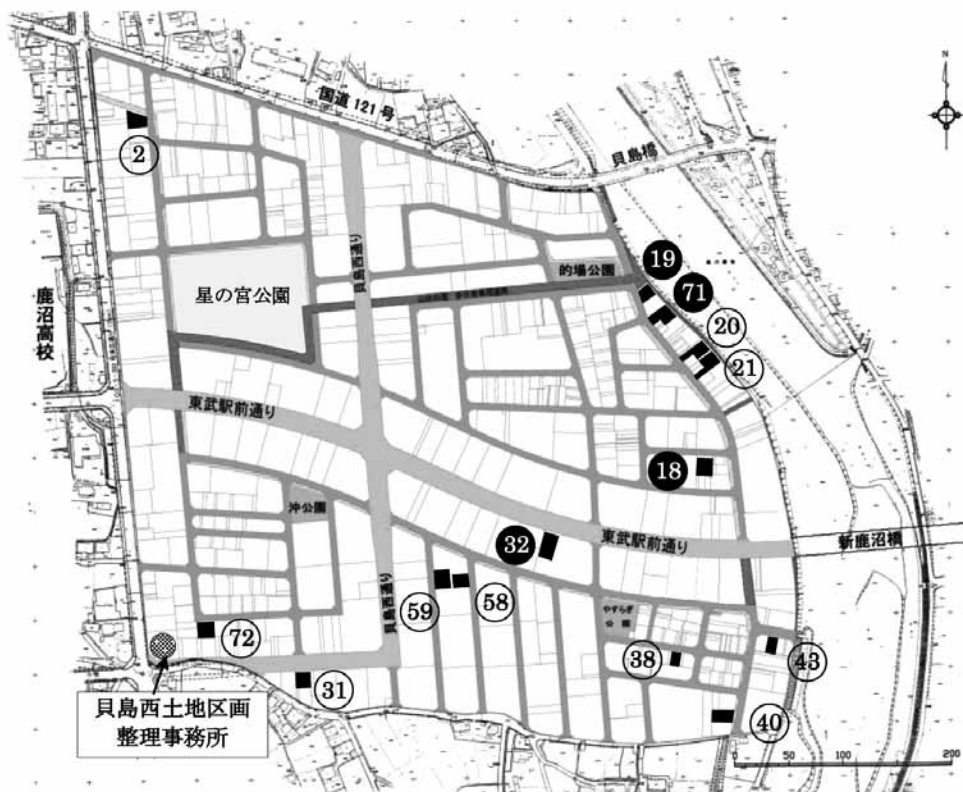 N
国道121号
②
貝島橋
貝島西通り
鹿沼高校
星の宮公園
的場公園
19
71
⑳
㉑
東武駅前通り
18
沖公園
32
東武駅前通り
新鹿沼橋
貝島西通り
59
58
やすらぎ
公園
72
38
43
31
40
貝島西土地区画
整理事務所
0 50 100 200